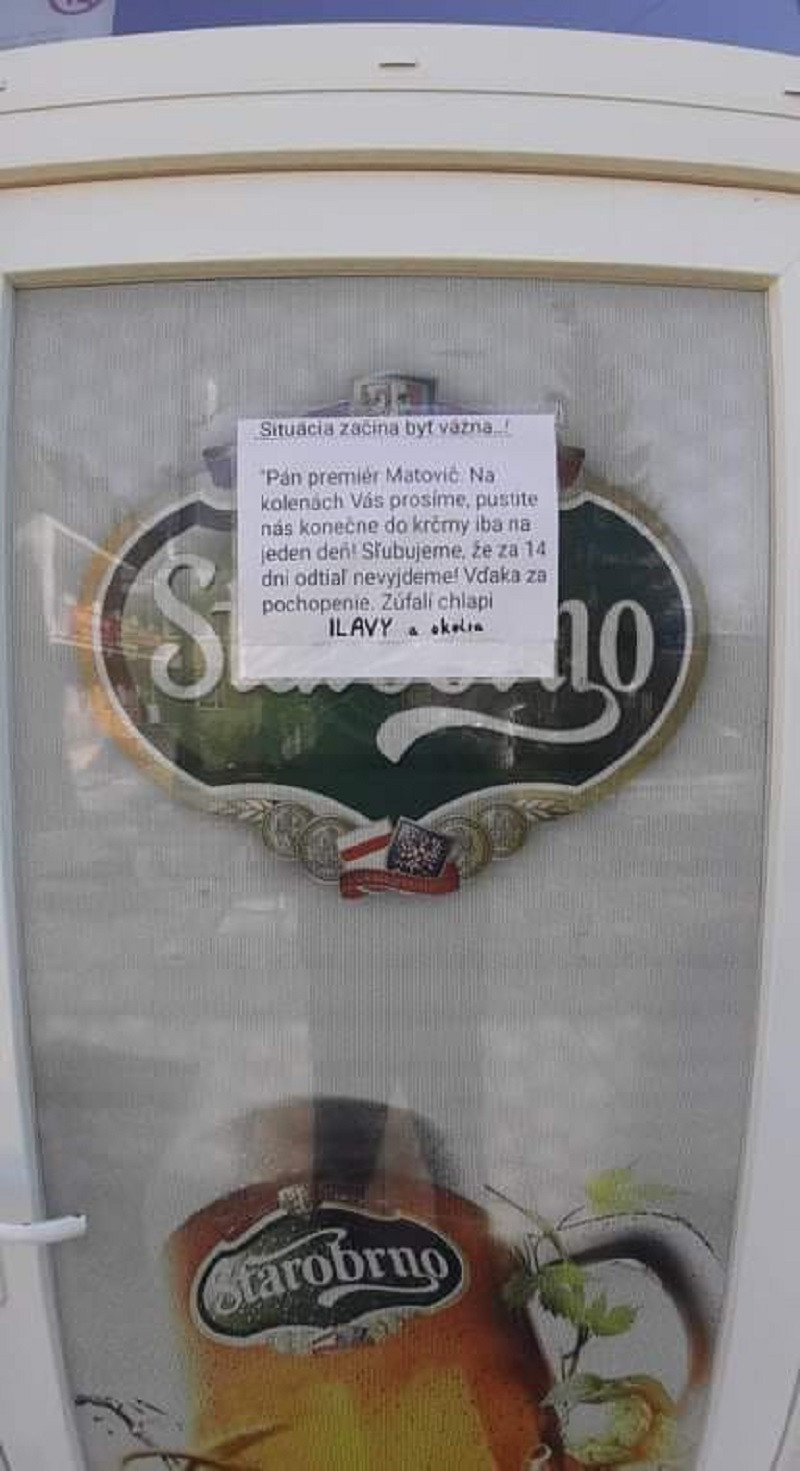 Situácia začína byť vážna..!
"Pán premiér Matovič. Na
kolenách Vás prosíme, pustite
nás konečne do krčmy iba na
jeden deň! Sľubujeme, že za 14
dní odtiaľ nevyjdeme! Vďaka za
pochopenie. Zúfalí chlapi
ILAVY a okolia
Starobrno
Starobrno